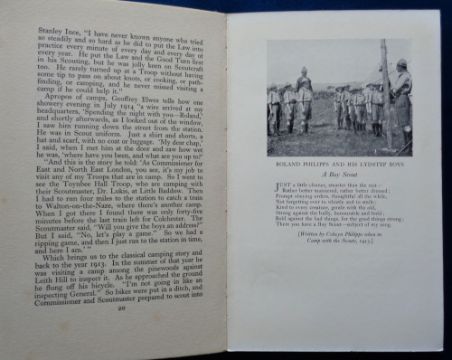 Stanley Ince, "I have never known anyone who tried
so steadily and so hard as he did to put the Law into
practice every minute of every day and every day of
every year. He put the Law and the Good Turn first
in his Scouting, but he was jolly keen on Scoutcraft
too. He rarely turned up at a Troop without having
some tip to pass on about knots, or cooking, or path-
finding, or camping, and he never missed visiting a
camp if he could help it."
Apropos of camps, Geoffrey Elwes tells how one
showery evening in July 1914 "a wire arrived at my
headquarters, 'Spending the night with you—Roland,'
and shortly afterwards, as I looked out of the window,
I saw him running down the street from the station.
He was in Scout uniform. Just a shirt and shorts, a
hat and scarf, with no coat or luggage. 'My dear chap,'
I said, when I met him at the door and saw how wet
he was, 'where have you been, and what are you up to?'
"And this is the story he told: 'As Commissioner for
East and North East London, you see, it's my job to
visit any of my Troops that are in camp. So I went to
see the Toynbee Hall Troop, who are camping with
their Scoutmaster, Dr. Lukis, at Little Baddow. Then
I had to run four miles to the station to catch a train
to Walton-on-the-Naze, where there's another camp.
When I got there I found there was only forty-five
minutes before the last train left for Colchester. The
Scoutmaster said, "Will you give the boys an address?"
But I said, "No, let's play a game." So we had a
ripping game, and then I just ran to the station in time,
and here I am.'"
Which brings us to the classical camping story and
back to the year 1913. In the summer of that year he
was visiting a camp among the pinewoods against
Leith Hill to inspect it. As he approached the ground
he flung off his bicycle. "I'm not going in like an
inspecting General." So bikes were put in a ditch, and
Commissioner and Scoutmaster prepared to scout into
20
ROLAND PHILIPPS AND HIS LYDSTEP BOYS
A Boy Scout
JUST a little cleaner, smarter than the rest:
Rather better mannered, rather better dressed;
Prompt obeying orders, thoughtful all the while,
Not forgetting ever to whistle and to smile;
Kind to every creature, gentle with the old,
Strong against the bully, honourable and bold;
Bold against the bad things, for the good things strong:
There you have a Boy Scout—subject of my song.
[Written by Colwyn Philipps when in
Camp with the Scouts, 1913.]